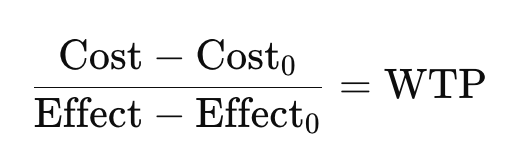 Cost − Cost₀
Effect − Effect₀ = WTP